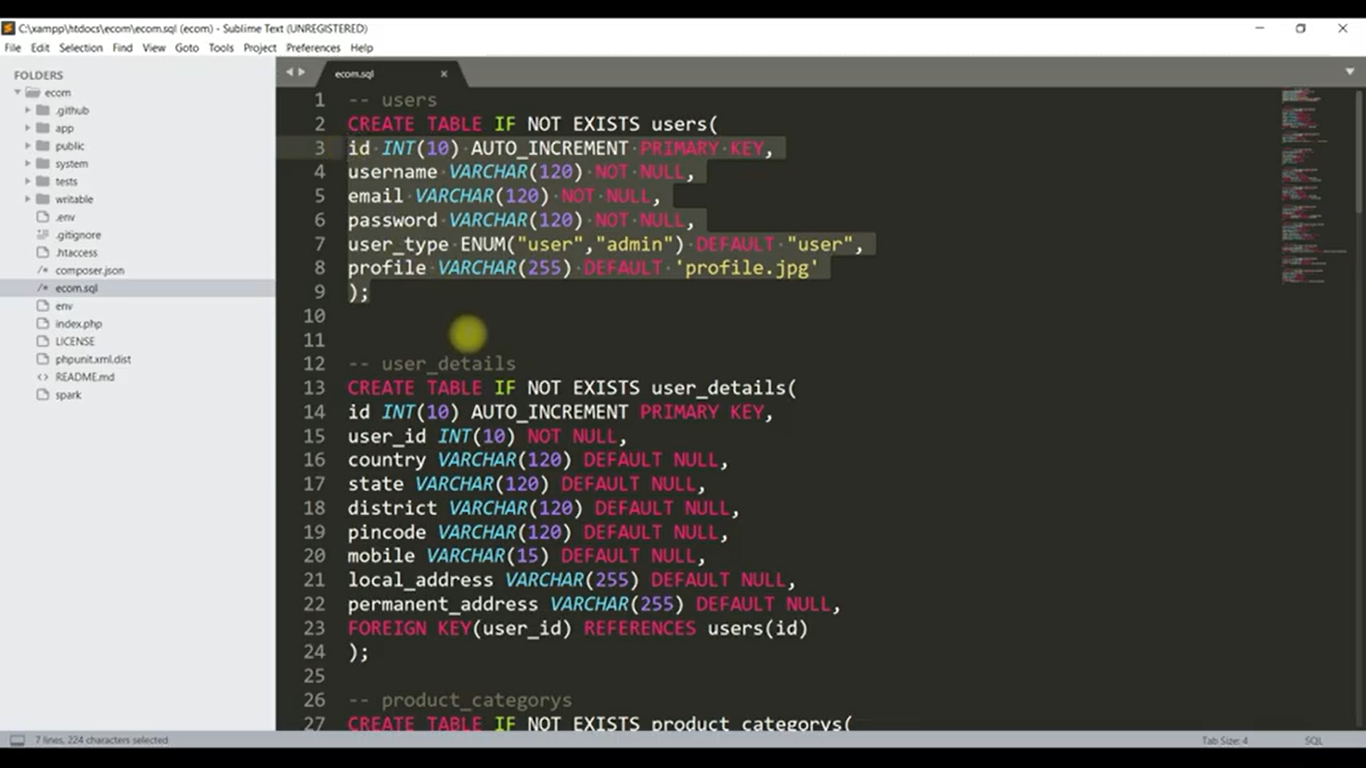 C:\xampp\htdocs\ecom\ecom.sql (ecom) - Sublime Text (UNREGISTERED)
File Edit Selection Find View Goto Tools Project Preferences Help
FOLDERS
ecom
.github
app
public
system
tests
writable
.env
.gitignore
.htaccess
composer.json
ecom.sql
env
index.php
LICENSE
phpunit.xml.dist
README.md
spark
ecom.sql
1 -- users
2 CREATE TABLE IF NOT EXISTS users(
3 id INT(10) AUTO_INCREMENT PRIMARY KEY,
4 username VARCHAR(120) NOT NULL,
5 email VARCHAR(120) NOT NULL,
6 password VARCHAR(120) NOT NULL,
7 user_type ENUM("user","admin") DEFAULT "user",
8 profile VARCHAR(255) DEFAULT 'profile.jpg'
9 );
10
11
12 -- user_details
13 CREATE TABLE IF NOT EXISTS user_details(
14 id INT(10) AUTO_INCREMENT PRIMARY KEY,
15 user_id INT(10) NOT NULL,
16 country VARCHAR(120) DEFAULT NULL,
17 state VARCHAR(120) DEFAULT NULL,
18 district VARCHAR(120) DEFAULT NULL,
19 pincode VARCHAR(120) DEFAULT NULL,
20 mobile VARCHAR(15) DEFAULT NULL,
21 local_address VARCHAR(255) DEFAULT NULL,
22 permanent_address VARCHAR(255) DEFAULT NULL,
23 FOREIGN KEY(user_id) REFERENCES users(id)
24 );
25
26 -- product_categorys
27 CREATE TABLE IF NOT EXISTS product_categorys(
7 lines, 224 characters selected
Tab Size: 4
SQL